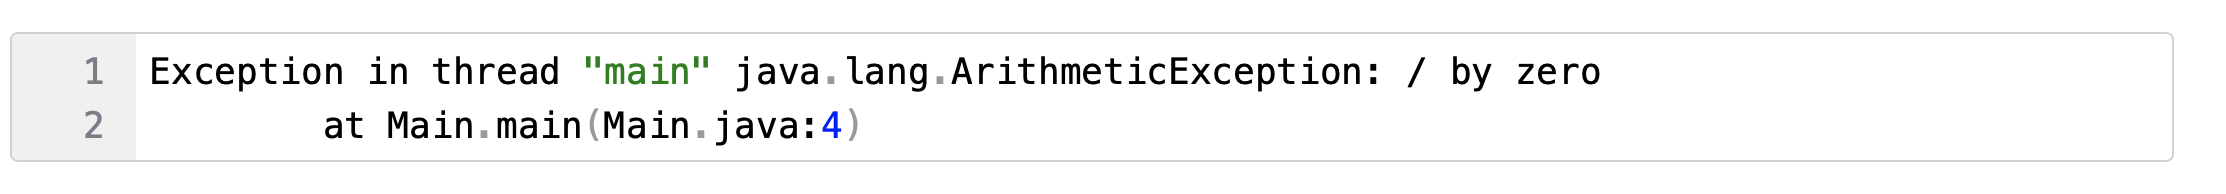 1 Exception in thread "main" java.lang.ArithmeticException: / by zero
2         at Main.main(Main.java:4)